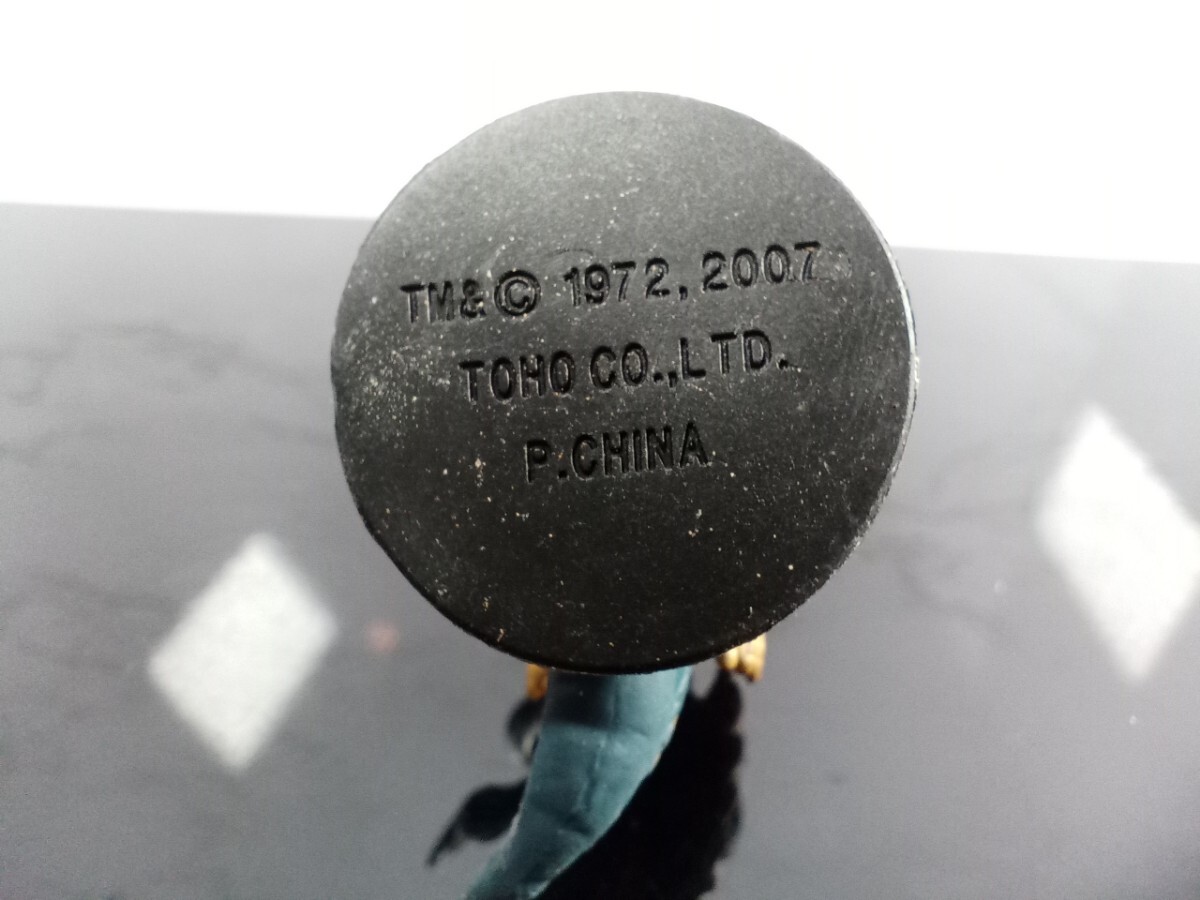 TM&© 1972, 2007
TOHO CO.,LTD.
P.CHINA